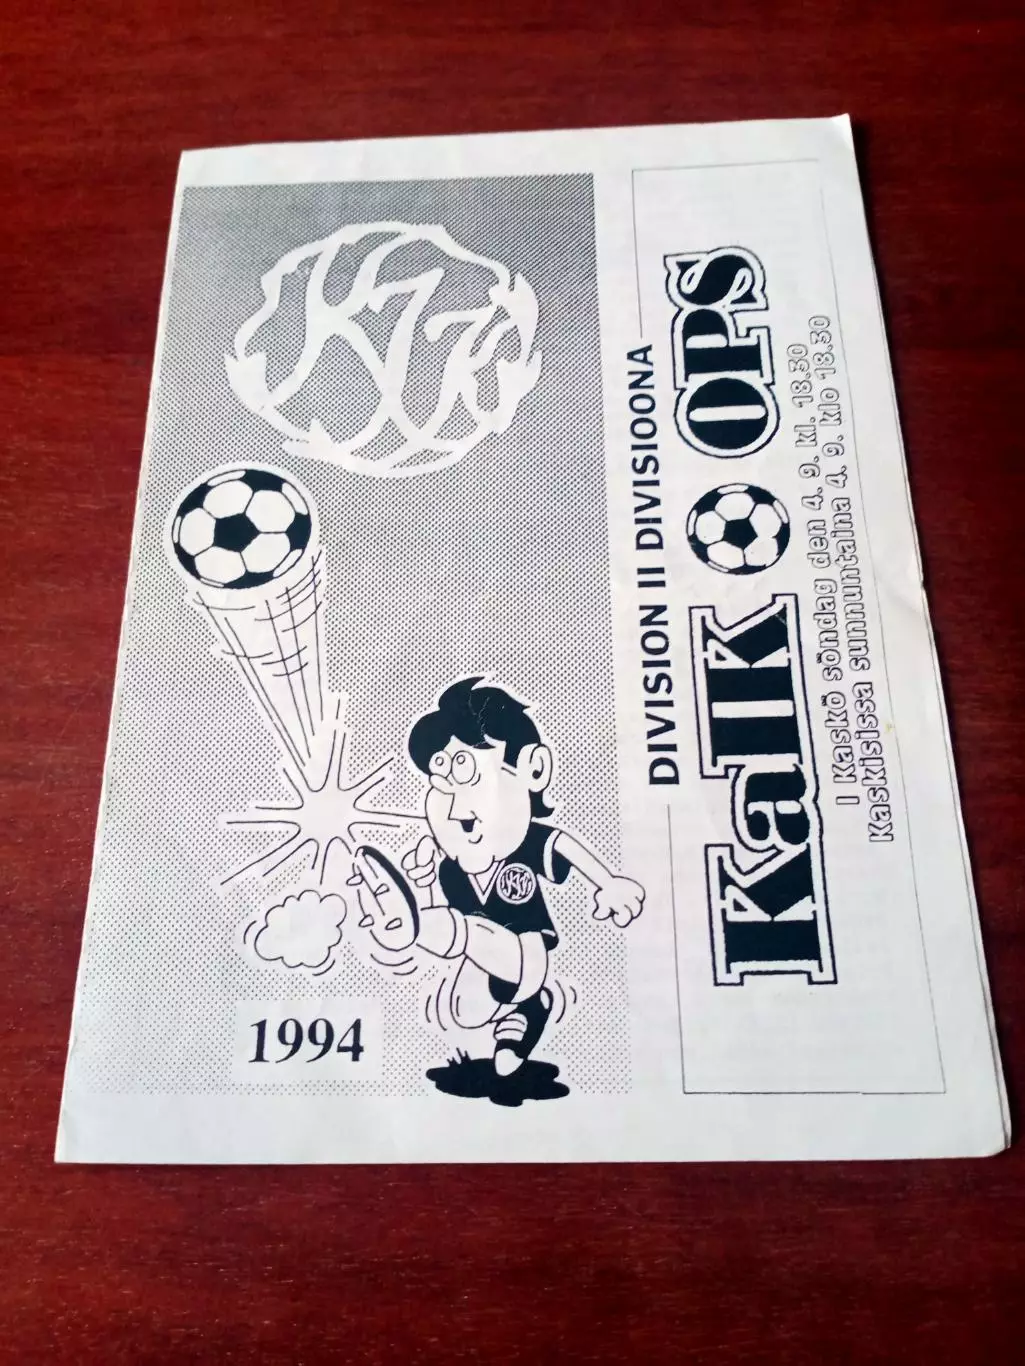 KIK
1994
DIVISION II DIVISIOONA
KaIK OPS
I Kaskö söndag den 4. 9. kl. 18.30
Kaskisissa sunnuntaina 4. 9. klo 18.30